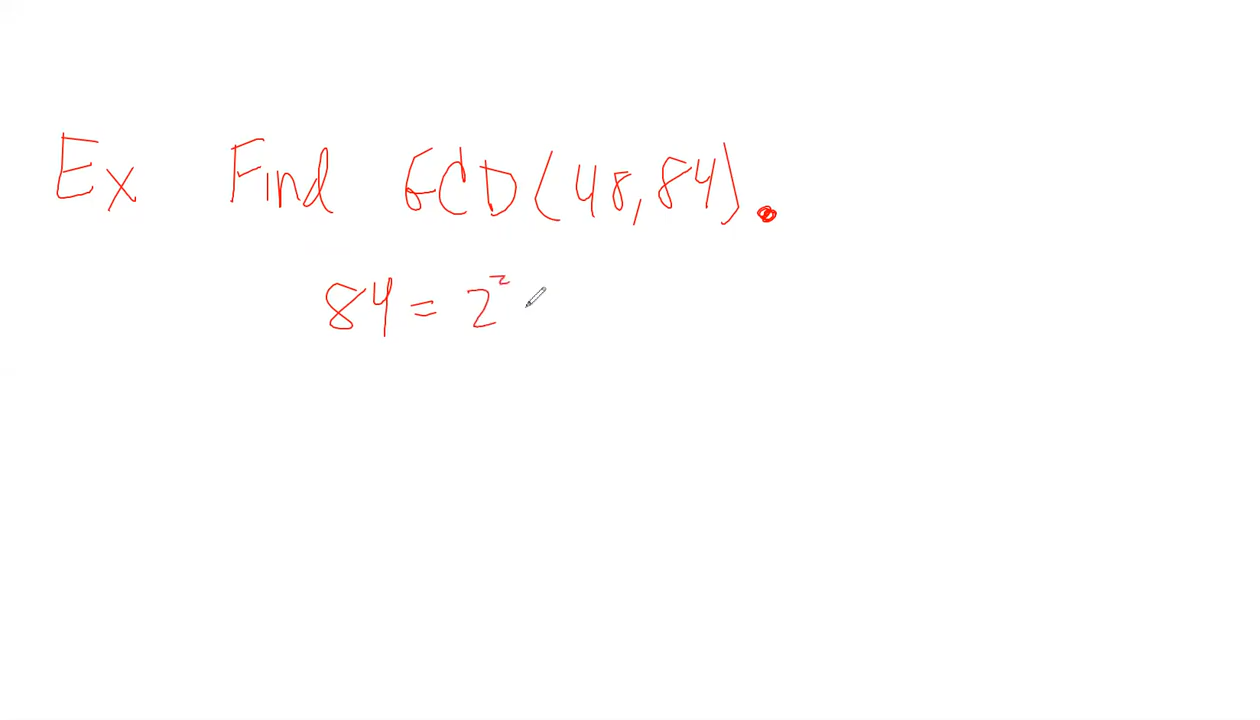 Ex Find GCD(48,84).
84 = 2²